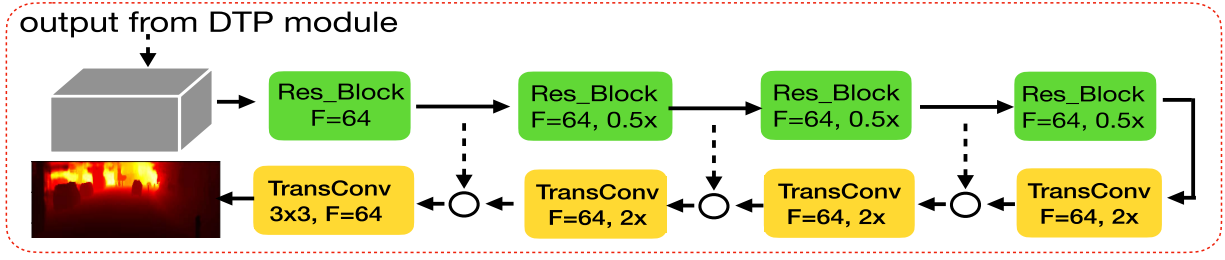 output from DTP module
Res_Block
F=64
Res_Block
F=64, 0.5x
Res_Block
F=64, 0.5x
Res_Block
F=64, 0.5x
TransConv
3x3, F=64
TransConv
F=64, 2x
TransConv
F=64, 2x
TransConv
F=64, 2x